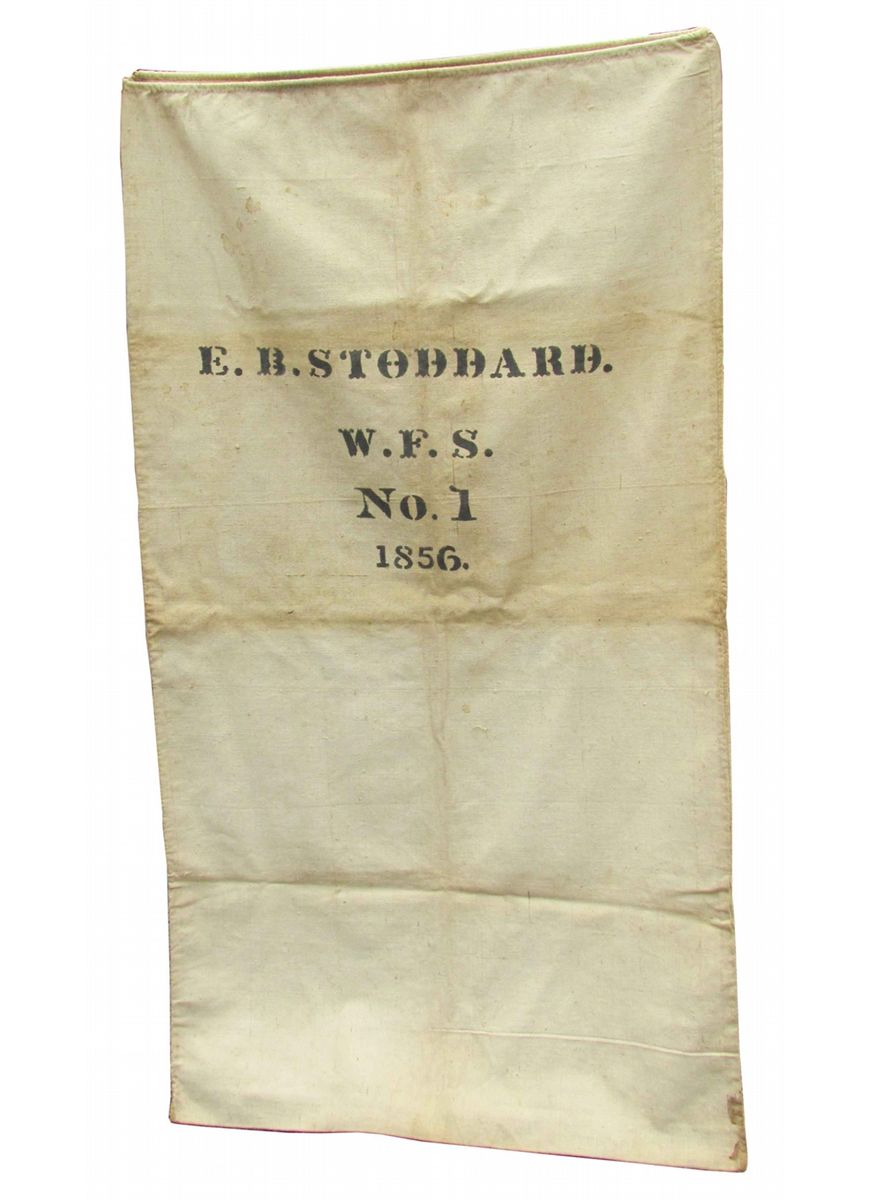 E. B. STODDARD.
W. F. S.
No. 1
1856.